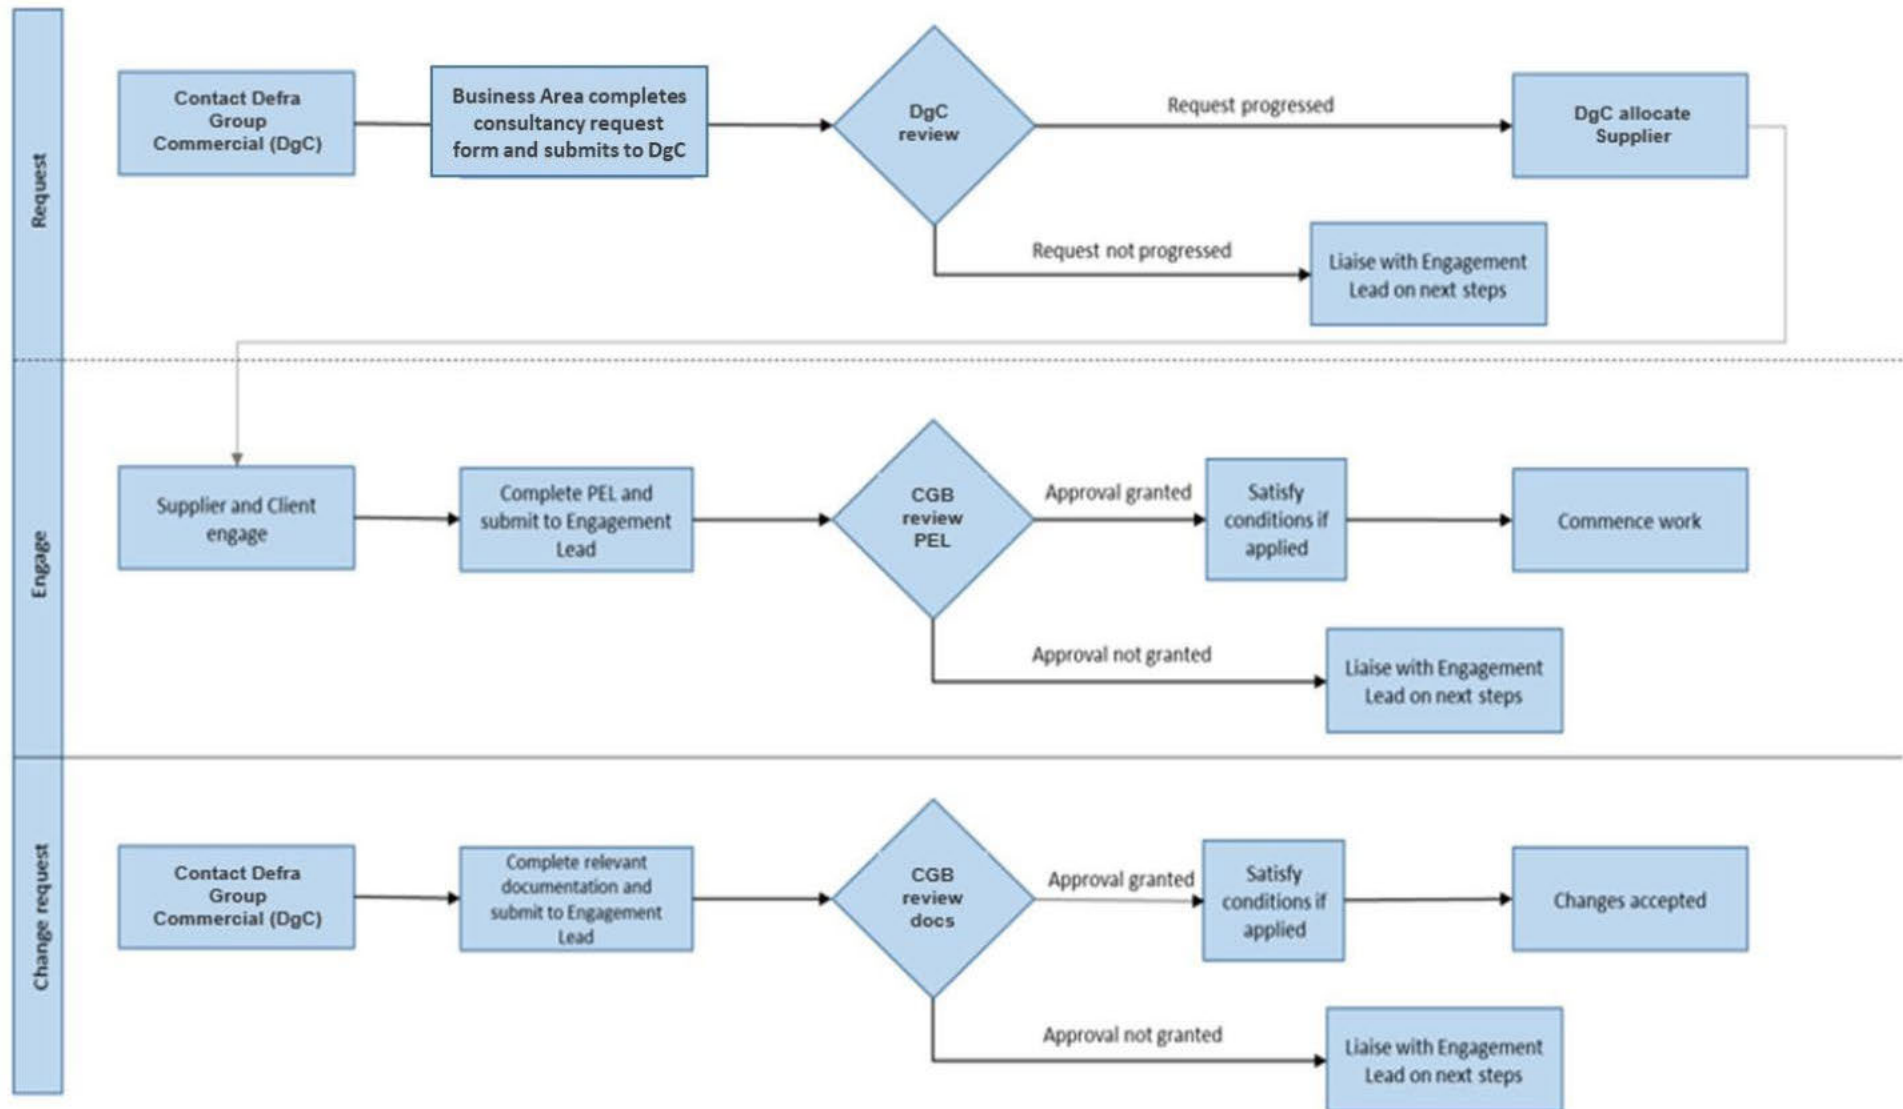 Request
Contact Defra
Group
Commercial (DgC)
Business Area completes
consultancy request
form and submits to DgC
DgC
review
Request progressed
DgC allocate
Supplier
Request not progressed
Liaise with Engagement
Lead on next steps
Engage
Supplier and Client
engage
Complete PEL and
submit to Engagement
Lead
CGB
review
PEL
Approval granted
Satisfy
conditions if
applied
Commence work
Approval not granted
Liaise with Engagement
Lead on next steps
Change request
Contact Defra
Group
Commercial (DgC)
Complete relevant
documentation and
submit to Engagement
Lead
CGB
review
docs
Approval granted
Satisfy
conditions if
applied
Changes accepted
Approval not granted
Liaise with Engagement
Lead on next steps